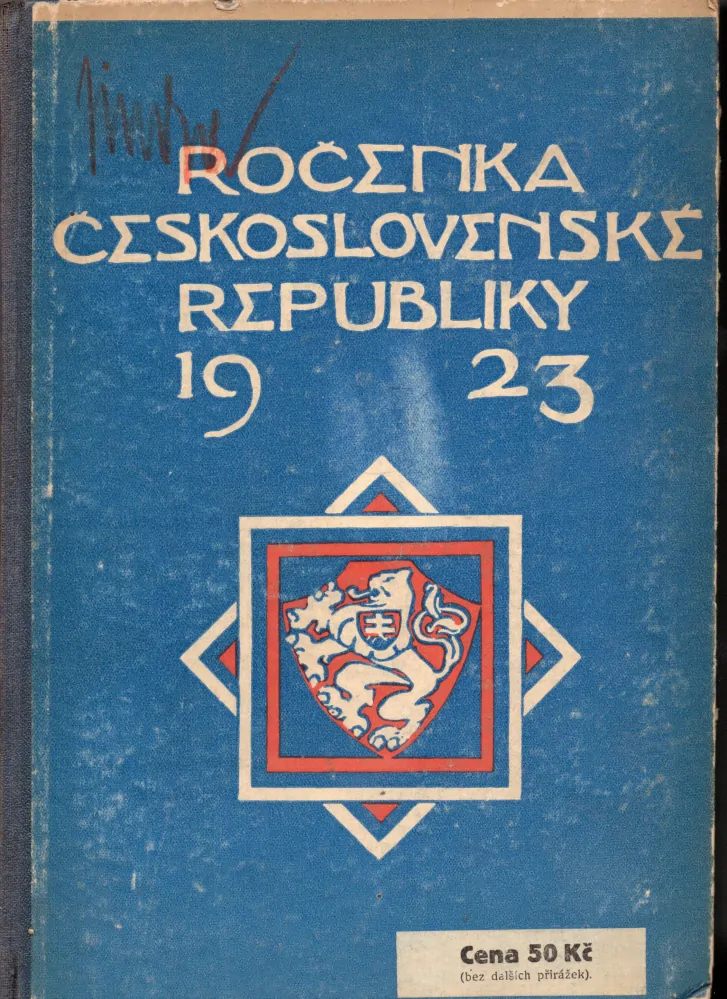 ROČENKA
ČESKOSLOVENSKÉ
REPUBLIKY
19 23
Cena 50 Kč
(bez dalších přirážek).